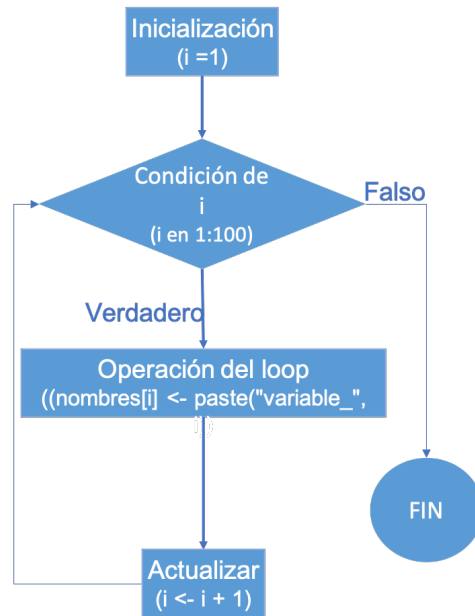 Inicialización
(i =1)
Condición de
i
(i en 1:100)
Falso
Verdadero
Operación del loop
((nombres[i] <- paste("variable_",
i))
FIN
Actualizar
(i <- i + 1)